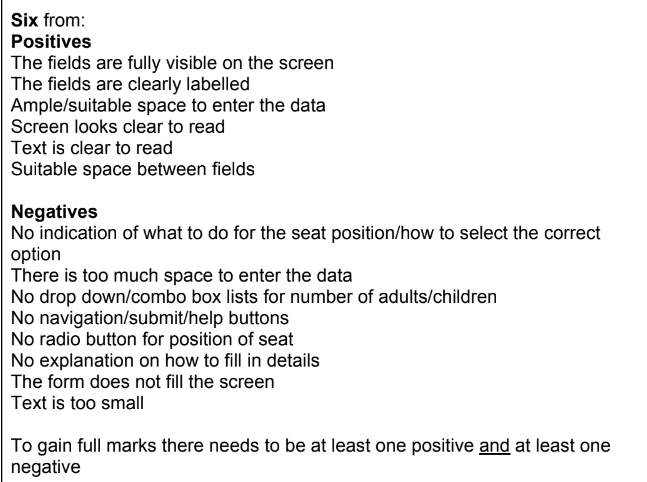 Six from:
Positives
The fields are fully visible on the screen
The fields are clearly labelled
Ample/suitable space to enter the data
Screen looks clear to read
Text is clear to read
Suitable space between fields
Negatives
No indication of what to do for the seat position/how to select the correct
option
There is too much space to enter the data
No drop down/combo box lists for number of adults/children
No navigation/submit/help buttons
No radio button for position of seat
No explanation on how to fill in details
The form does not fill the screen
Text is too small
To gain full marks there needs to be at least one positive and at least one
negative